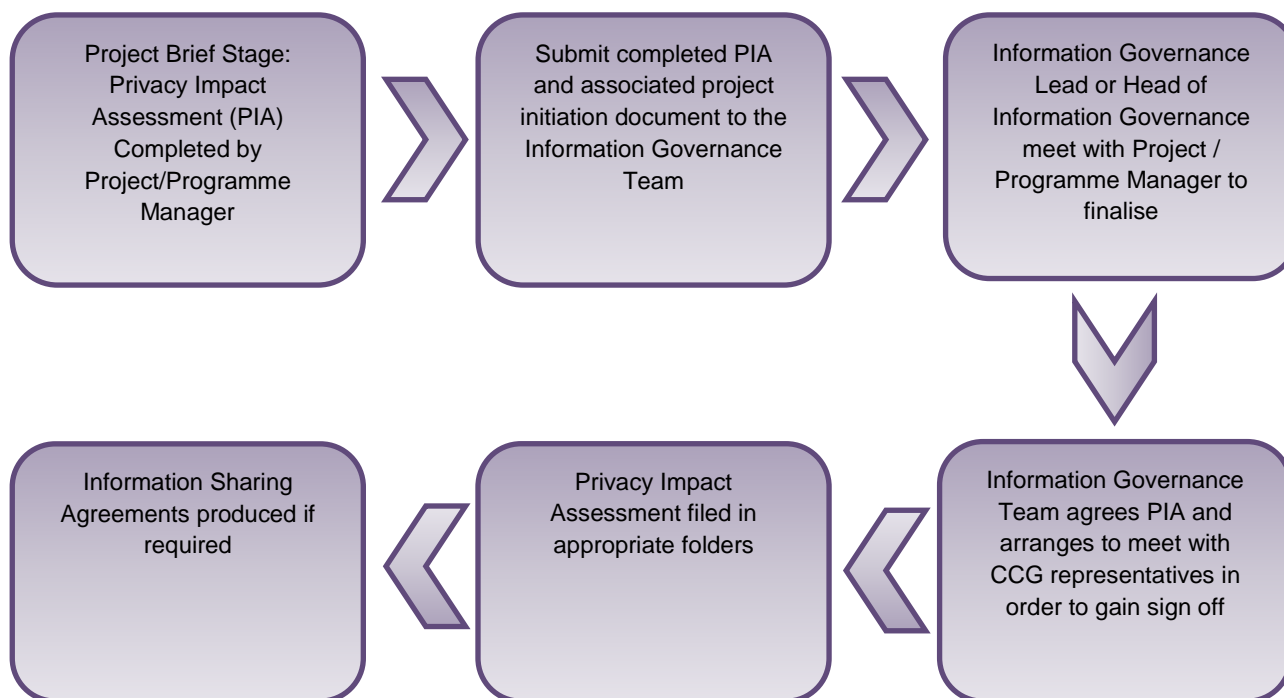 Project Brief Stage:
Privacy Impact
Assessment (PIA)
Completed by
Project/Programme
Manager
Submit completed PIA
and associated project
initiation document to the
Information Governance
Team
Information Governance
Lead or Head of
Information Governance
meet with Project /
Programme Manager to
finalise
Information Governance
Team agrees PIA and
arranges to meet with
CCG representatives in
order to gain sign off
Privacy Impact
Assessment filed in
appropriate folders
Information Sharing
Agreements produced if
required